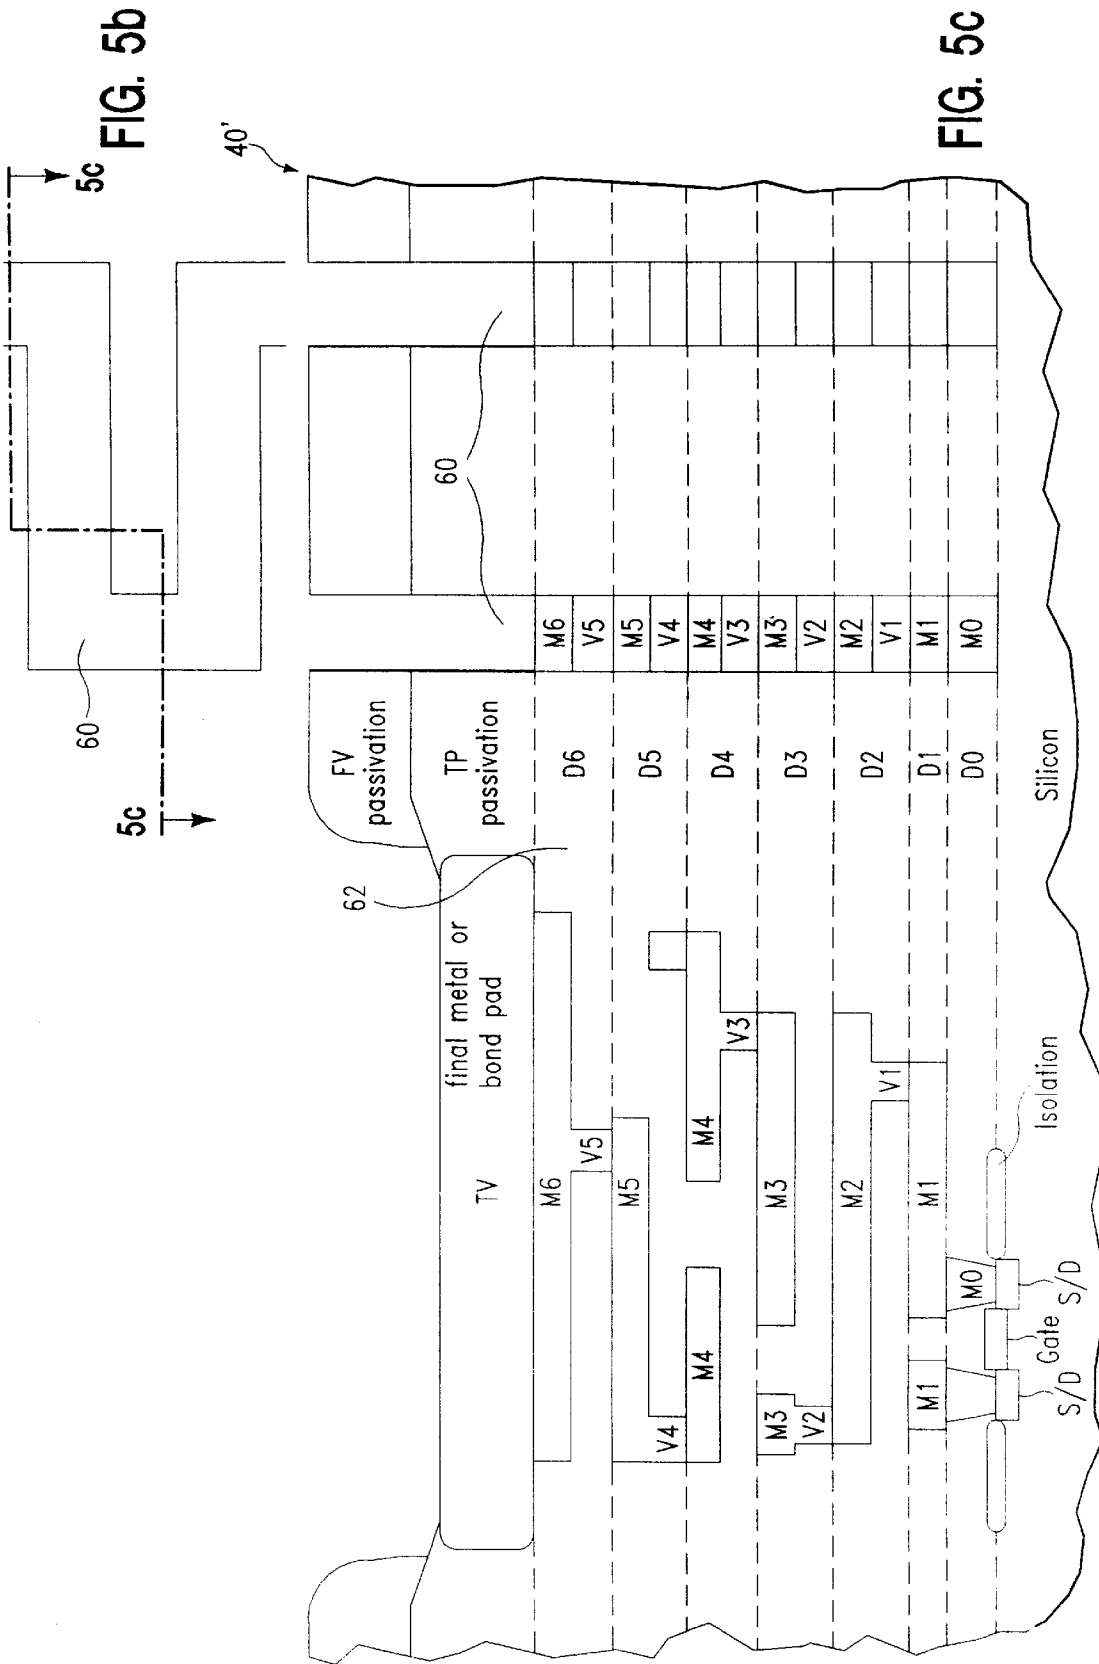 FIG. 5b
5c
60
5c
40'
FV
passivation
TP
passivation
final metal or
bond pad
TV
62
60
M6
V5
M5
V4
M4
V3
M3
V2
M2
V1
M1
M0
D6
D5
D4
D3
D2
D1
D0
M6
V5
M5
V4
M4
M4
V3
M3
M3
V2
M2
V1
M1
M1
M0
S/D
Gate
S/D
Isolation
Silicon
FIG. 5c